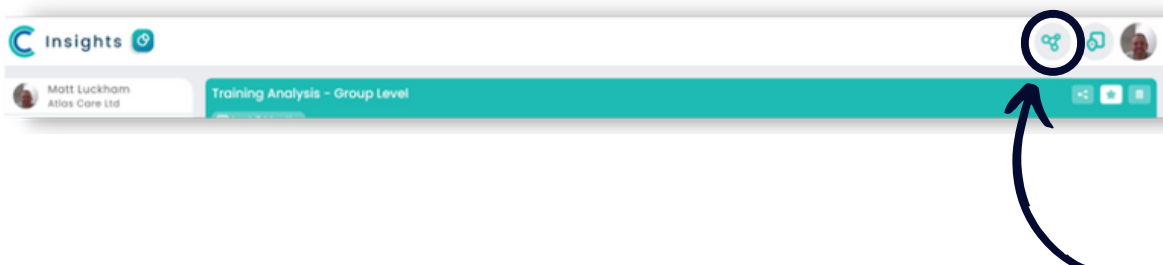 Insights
Matt Luckham
Atlas Care Ltd
Training Analysis - Group Level